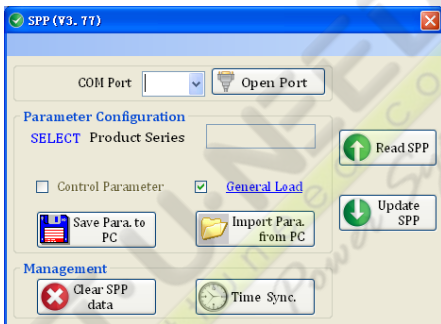 SPP (V3. 77)
COM Port
Open Port
Parameter Configuration
SELECT Product Series
Read SPP
Control Parameter
General Load
Save Para. to
PC
Import Para.
from PC
Update
SPP
Management
Clear SPP
data
Time Sync.